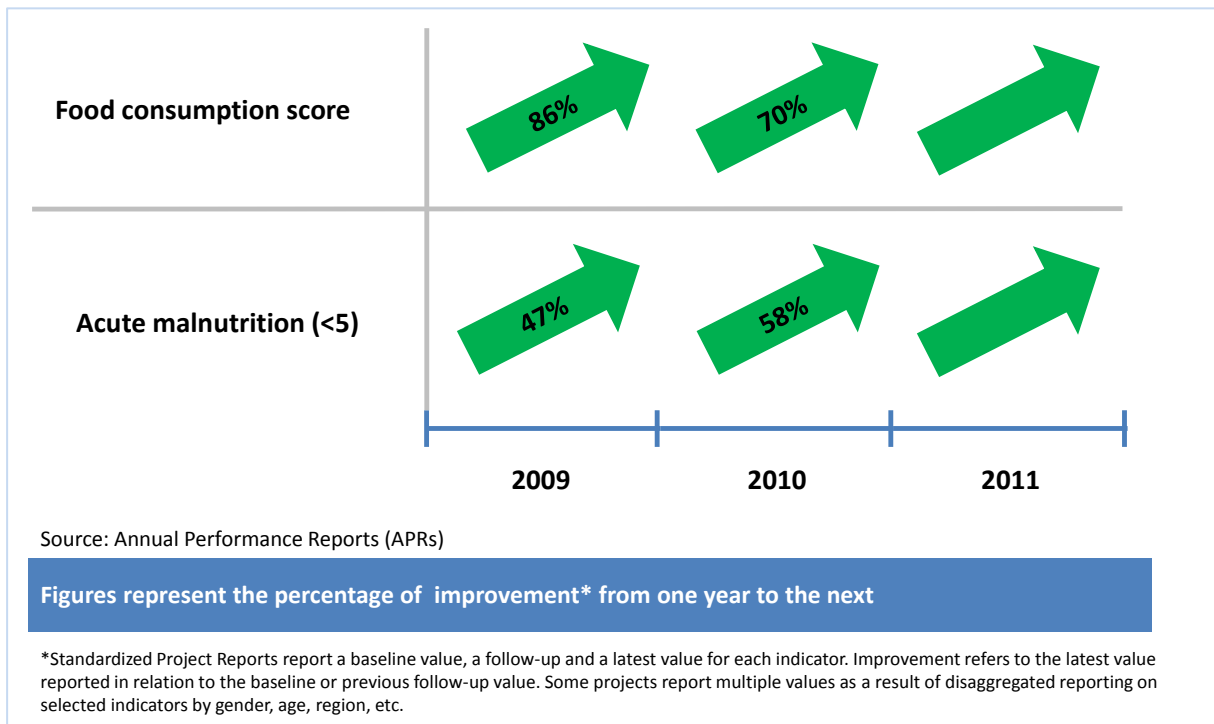 Food consumption score
86%
70%
Acute malnutrition (<5)
47%
58%
2009
2010
2011
Source: Annual Performance Reports (APRs)
Figures represent the percentage of  improvement* from one year to the next
*Standardized Project Reports report a baseline value, a follow-up and a latest value for each indicator. Improvement refers to the latest value
reported in relation to the baseline or previous follow-up value. Some projects report multiple values as a result of disaggregated reporting on
selected indicators by gender, age, region, etc.